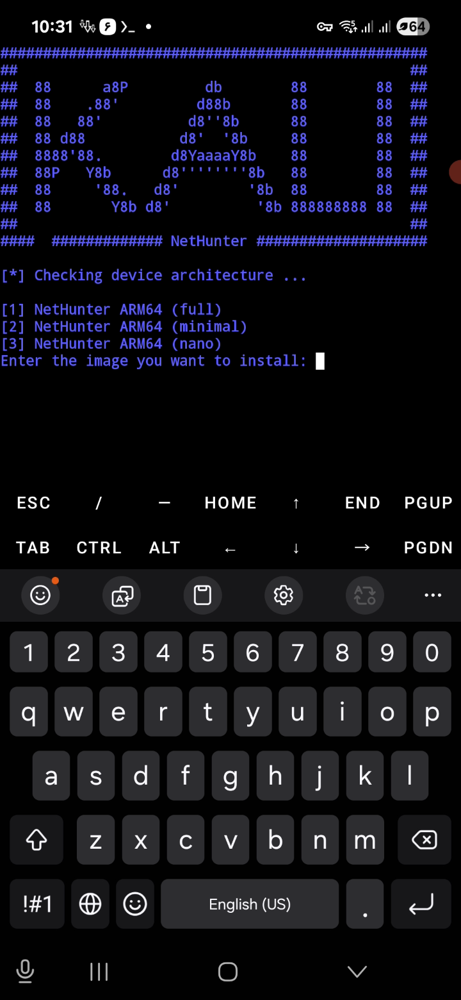 10:31 64
##################################################
##                                              ##
##  88      a8P         db        88        88  ##
##  88    .88'         d88b       88        88  ##
##  88   88'          d8''8b      88        88  ##
##  88 d88           d8'  '8b     88        88  ##
##  8888'88.        d8YaaaaY8b    88        88  ##
##  88P   Y8b      d8''''''''8b   88        88  ##
##  88     '88.   d8'        '8b  88        88  ##
##  88       Y8b d8'          '8b 888888888 88  ##
##                                              ##
####  ############# NetHunter ####################
[*] Checking device architecture ...
[1] NetHunter ARM64 (full)
[2] NetHunter ARM64 (minimal)
[3] NetHunter ARM64 (nano)
Enter the image you want to install:
ESC / — HOME ↑ END PGUP
TAB CTRL ALT ← ↓ → PGDN
1 2 3 4 5 6 7 8 9 0
q w e r t y u i o p
a s d f g h j k l
z x c v b n m
!#1 English (US) .